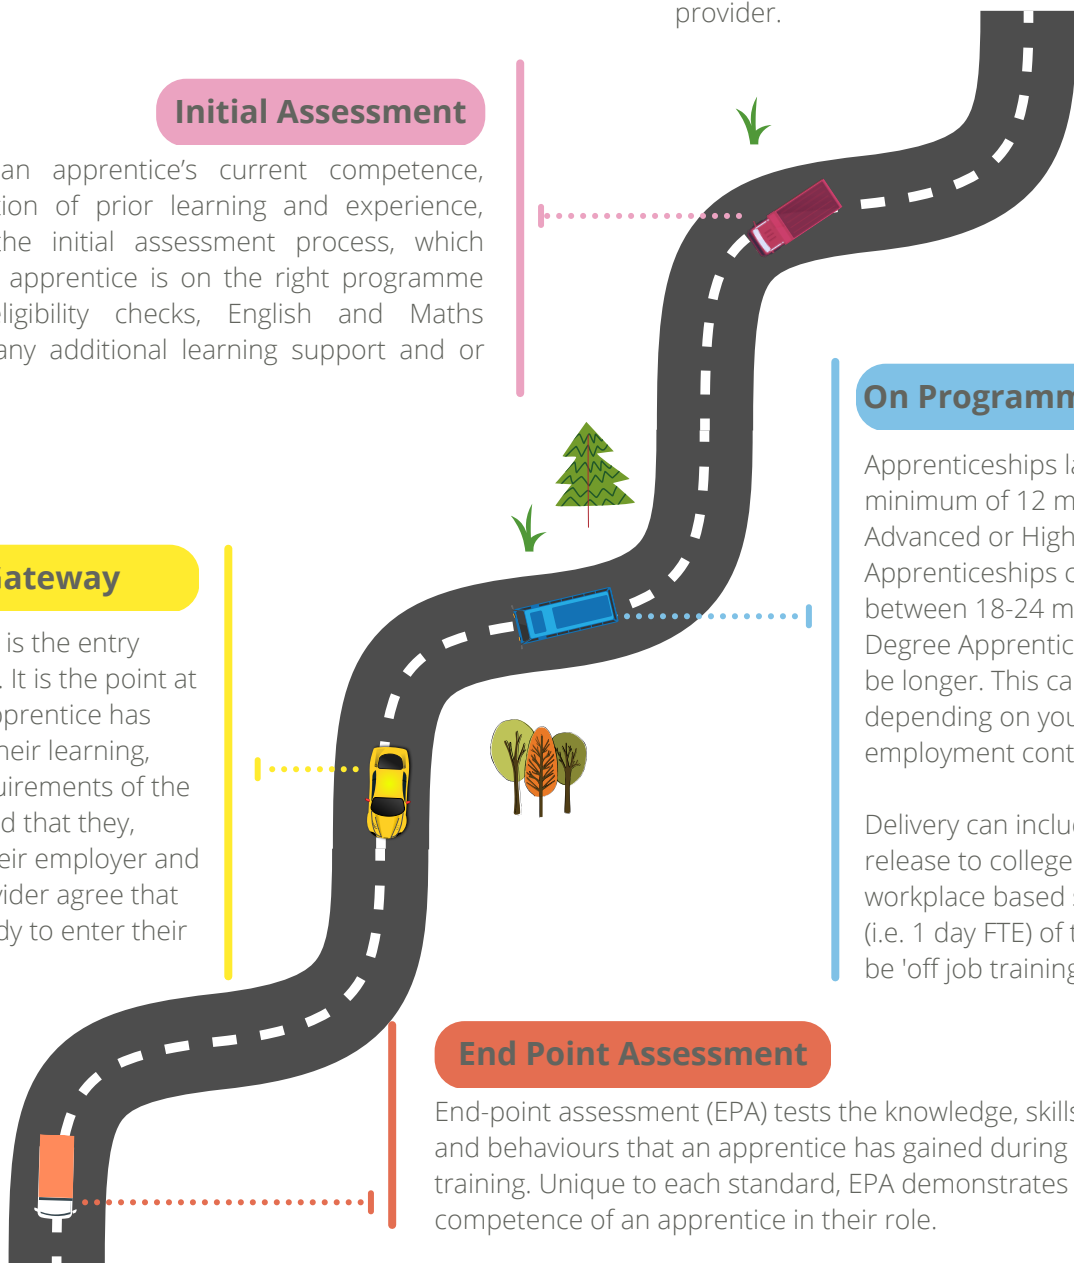 provider.
Initial Assessment
an apprentice's current competence,
tion of prior learning and experience,
the initial assessment process, which
apprentice is on the right programme
eligibility checks, English and Maths
any additional learning support and or
On Programm
Apprenticeships la
minimum of 12 m
Advanced or High
Apprenticeships c
between 18-24 m
Degree Apprentic
be longer. This ca
depending on you
employment cont
Delivery can includ
release to college
workplace based s
(i.e. 1 day FTE) of t
be 'off job training
Gateway
is the entry
. It is the point at
pprentice has
heir learning,
uirements of the
d that they,
eir employer and
vider agree that
dy to enter their
End Point Assessment
End-point assessment (EPA) tests the knowledge, skills
and behaviours that an apprentice has gained during
training. Unique to each standard, EPA demonstrates
competence of an apprentice in their role.